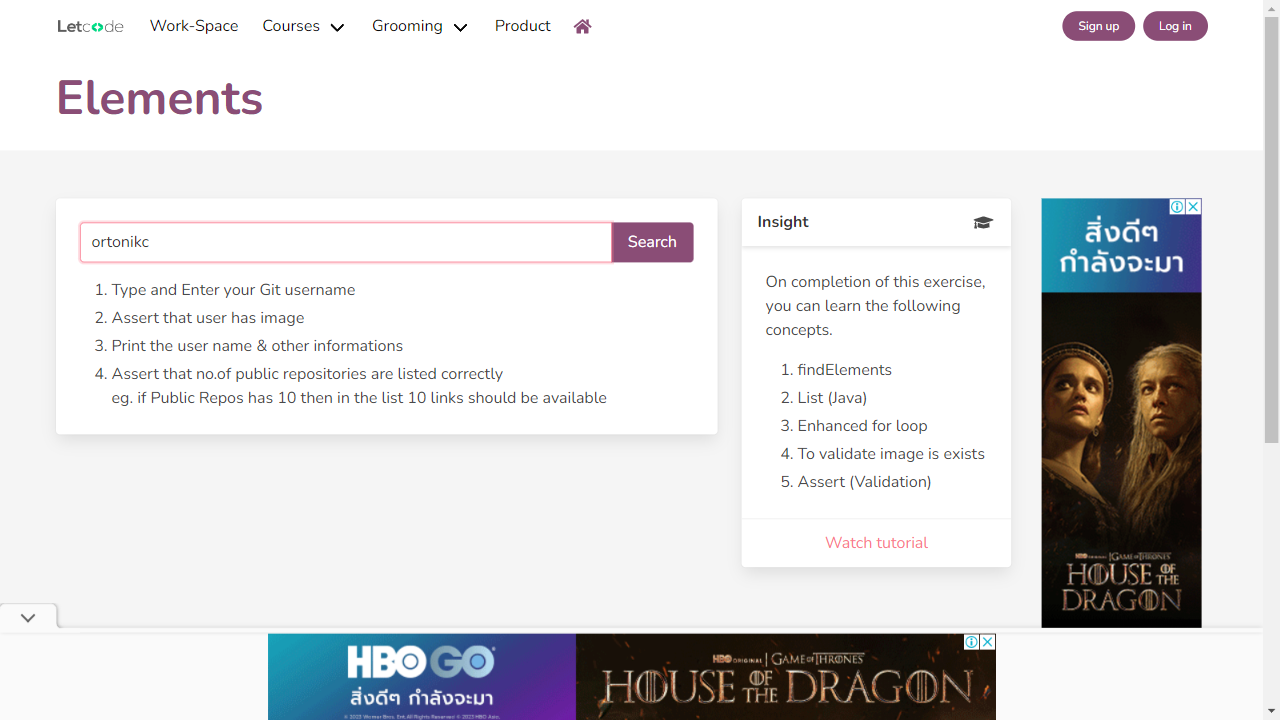 Letcode Work-Space Courses Grooming Product Sign up Log in
Elements
ortonikc Search
1. Type and Enter your Git username
2. Assert that user has image
3. Print the user name & other informations
4. Assert that no.of public repositories are listed correctly
eg. if Public Repos has 10 then in the list 10 links should be available
Insight
On completion of this exercise,
you can learn the following
concepts.
1. findElements
2. List (Java)
3. Enhanced for loop
4. To validate image is exists
5. Assert (Validation)
Watch tutorial
สิ่งดีๆ
กำลังจะมา
HBO ORIGINAL | GAME OF THRONES
HOUSE OF THE DRAGON
HBO GO
สิ่งดีๆ กำลังจะมา
HBO ORIGINAL | GAME OF THRONES
HOUSE OF THE DRAGON